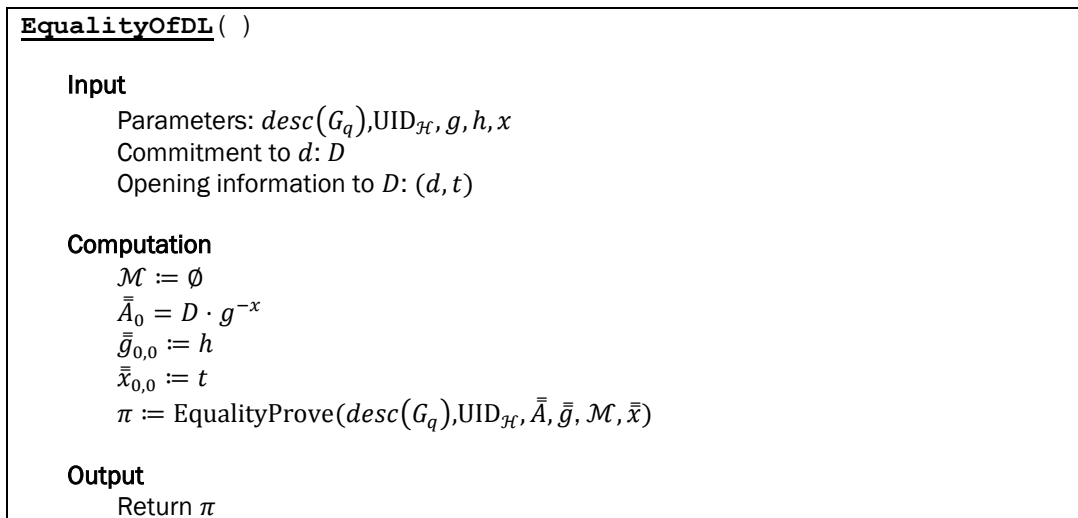 EqualityOfDL( )
Input
Parameters: 𝑑𝑒𝑠𝑐(𝐺_q),UID_ℋ, 𝑔, ℎ, 𝑥
Commitment to 𝑑: 𝐷
Opening information to 𝐷: (𝑑, 𝑡)
Computation
ℳ ≔ ∅
A̿₀ = 𝐷 ⋅ 𝑔^{−𝑥}
g̿_{0,0} ≔ ℎ
x̿_{0,0} ≔ 𝑡
𝜋 ≔ EqualityProve(𝑑𝑒𝑠𝑐(𝐺_q),UID_ℋ, A̿, g̿, ℳ, x̿)
Output
Return 𝜋